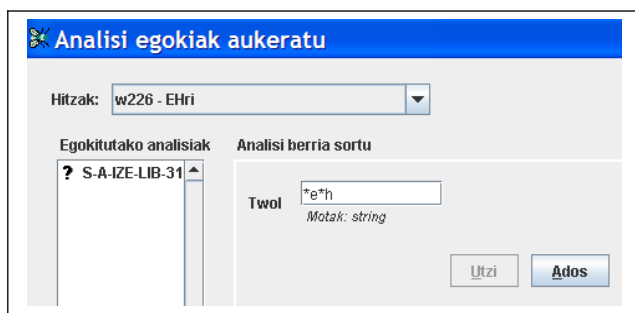 Analisi egokiak aukeratu
Hitzak: w226 - EHri
Egokitutako analisiak Analisi berria sortu
? S-A-IZE-LIB-31
Twol *e*h
Motak: string
Utzi Ados